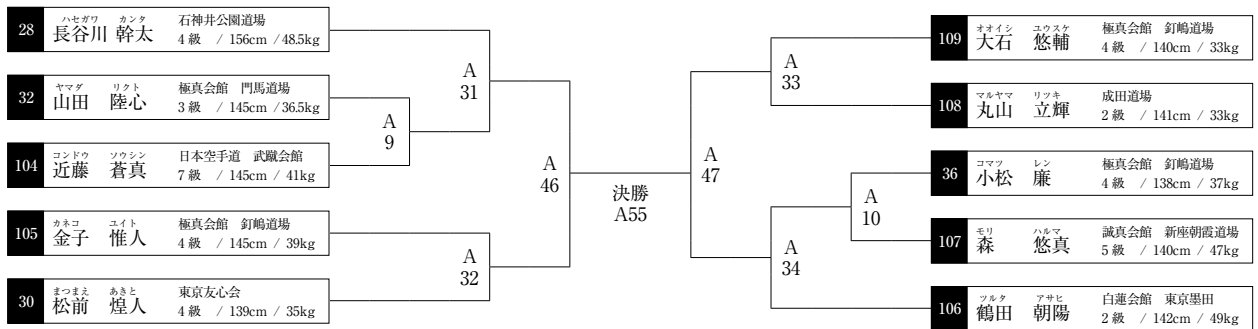 ハセガワ カンタ
28 長谷川 幹太 石神井公園道場
4 級 / 156cm / 48.5kg
ヤマダ リクト
32 山田 陸心 極真会館 門馬道場
3 級 / 145cm / 36.5kg
コンドウ ソウシン
104 近藤 蒼真 日本空手道 武蹴会館
7 級 / 145cm / 41kg
カネコ ユイト
105 金子 惟人 極真会館 釘嶋道場
4 級 / 145cm / 39kg
まつまえ あきと
30 松前 煌人 東京友心会
4 級 / 139cm / 35kg
A
31
A
9
A
46
A
32
決勝
A55
A
47
A
33
A
10
A
34
オオイシ ユウスケ
109 大石 悠輔 極真会館 釘嶋道場
4 級 / 140cm / 33kg
マルヤマ リツキ
108 丸山 立輝 成田道場
2 級 / 141cm / 33kg
コマツ レン
36 小松 廉 極真会館 釘嶋道場
4 級 / 138cm / 37kg
モリ ハルマ
107 森 悠真 誠真会館 新座朝霞道場
5 級 / 140cm / 47kg
ツルタ アサヒ
106 鶴田 朝陽 白蓮会館 東京墨田
2 級 / 142cm / 49kg